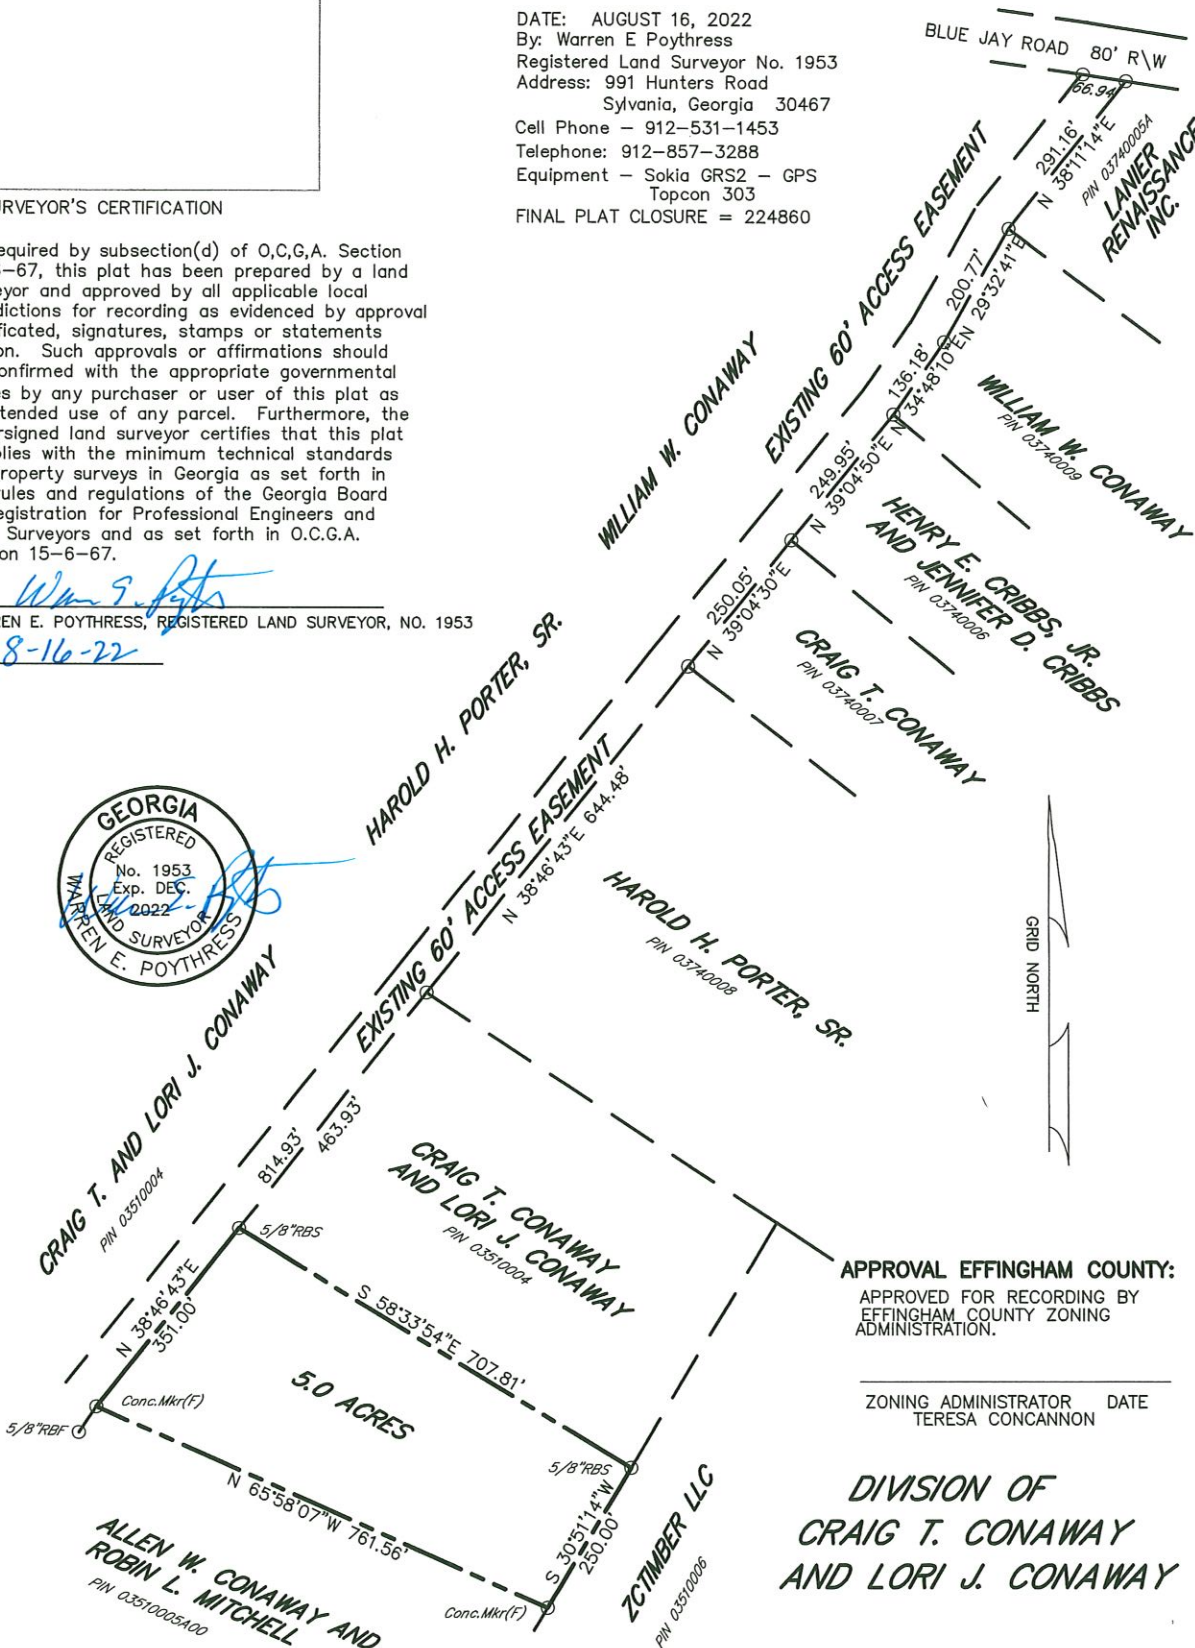 DATE: AUGUST 16, 2022
By: Warren E Poythress
Registered Land Surveyor No. 1953
Address: 991 Hunters Road
Sylvania, Georgia 30467
Cell Phone – 912–531–1453
Telephone: 912–857–3288
Equipment – Sokia GRS2 – GPS
Topcon 303
FINAL PLAT CLOSURE = 224860
RVEYOR'S CERTIFICATION
equired by subsection(d) of O,C,G,A. Section
–67, this plat has been prepared by a land
eyor and approved by all applicable local
dictions for recording as evidenced by approval
ificated, signatures, stamps or statements
on. Such approvals or affirmations should
confirmed with the appropriate governmental
es by any purchaser or user of this plat as
tended use of any parcel. Furthermore, the
rsigned land surveyor certifies that this plat
plies with the minimum technical standards
roperty surveys in Georgia as set forth in
rules and regulations of the Georgia Board
egistration for Professional Engineers and
Surveyors and as set forth in O.C.G.A.
on 15–6–67.
EN E. POYTHRESS, REGISTERED LAND SURVEYOR, NO. 1953
8-16-22
GEORGIA
REGISTERED
No. 1953
Exp. DEC.
2022
LAND SURVEYOR
WARREN E. POYTHRESS
BLUE JAY ROAD 80' R\W
66.94'
291.16'
N 38°11'14"E
PIN 03740005A
LANIER
RENAISSANCE
INC.
EXISTING 60' ACCESS EASEMENT
200.77'
N 29°32'41"E
136.18'
N 34°48'10"E
WILLIAM W. CONAWAY
PIN 03740009
WILLIAM W. CONAWAY
249.95'
N 39°04'50"E
HENRY E. CRIBBS, JR.
AND JENNIFER D. CRIBBS
PIN 03740006
250.05'
N 39°04'30"E
CRAIG T. CONAWAY
PIN 03740007
HAROLD H. PORTER, SR.
EXISTING 60' ACCESS EASEMENT
N 38°46'43"E 644.48'
HAROLD H. PORTER, SR.
PIN 03740008
GRID NORTH
CRAIG T. AND LORI J. CONAWAY
PIN 03510004
814.93'
463.93'
CRAIG T. CONAWAY
AND LORI J. CONAWAY
PIN 03510004
5/8"RBS
N 38°46'43"E
351.00'
S 58°33'54"E 707.81'
5.0 ACRES
Conc.Mkr(F)
5/8"RBF
5/8"RBS
N 65°58'07"W 761.56'
S 30°51'14"W
250.00'
Conc.Mkr(F)
ALLEN W. CONAWAY AND
ROBIN L. MITCHELL
PIN 03510005A00
ZCTIMBER LLC
PIN 03510006
APPROVAL EFFINGHAM COUNTY:
APPROVED FOR RECORDING BY
EFFINGHAM COUNTY ZONING
ADMINISTRATION.
ZONING ADMINISTRATOR DATE
TERESA CONCANNON
DIVISION OF
CRAIG T. CONAWAY
AND LORI J. CONAWAY